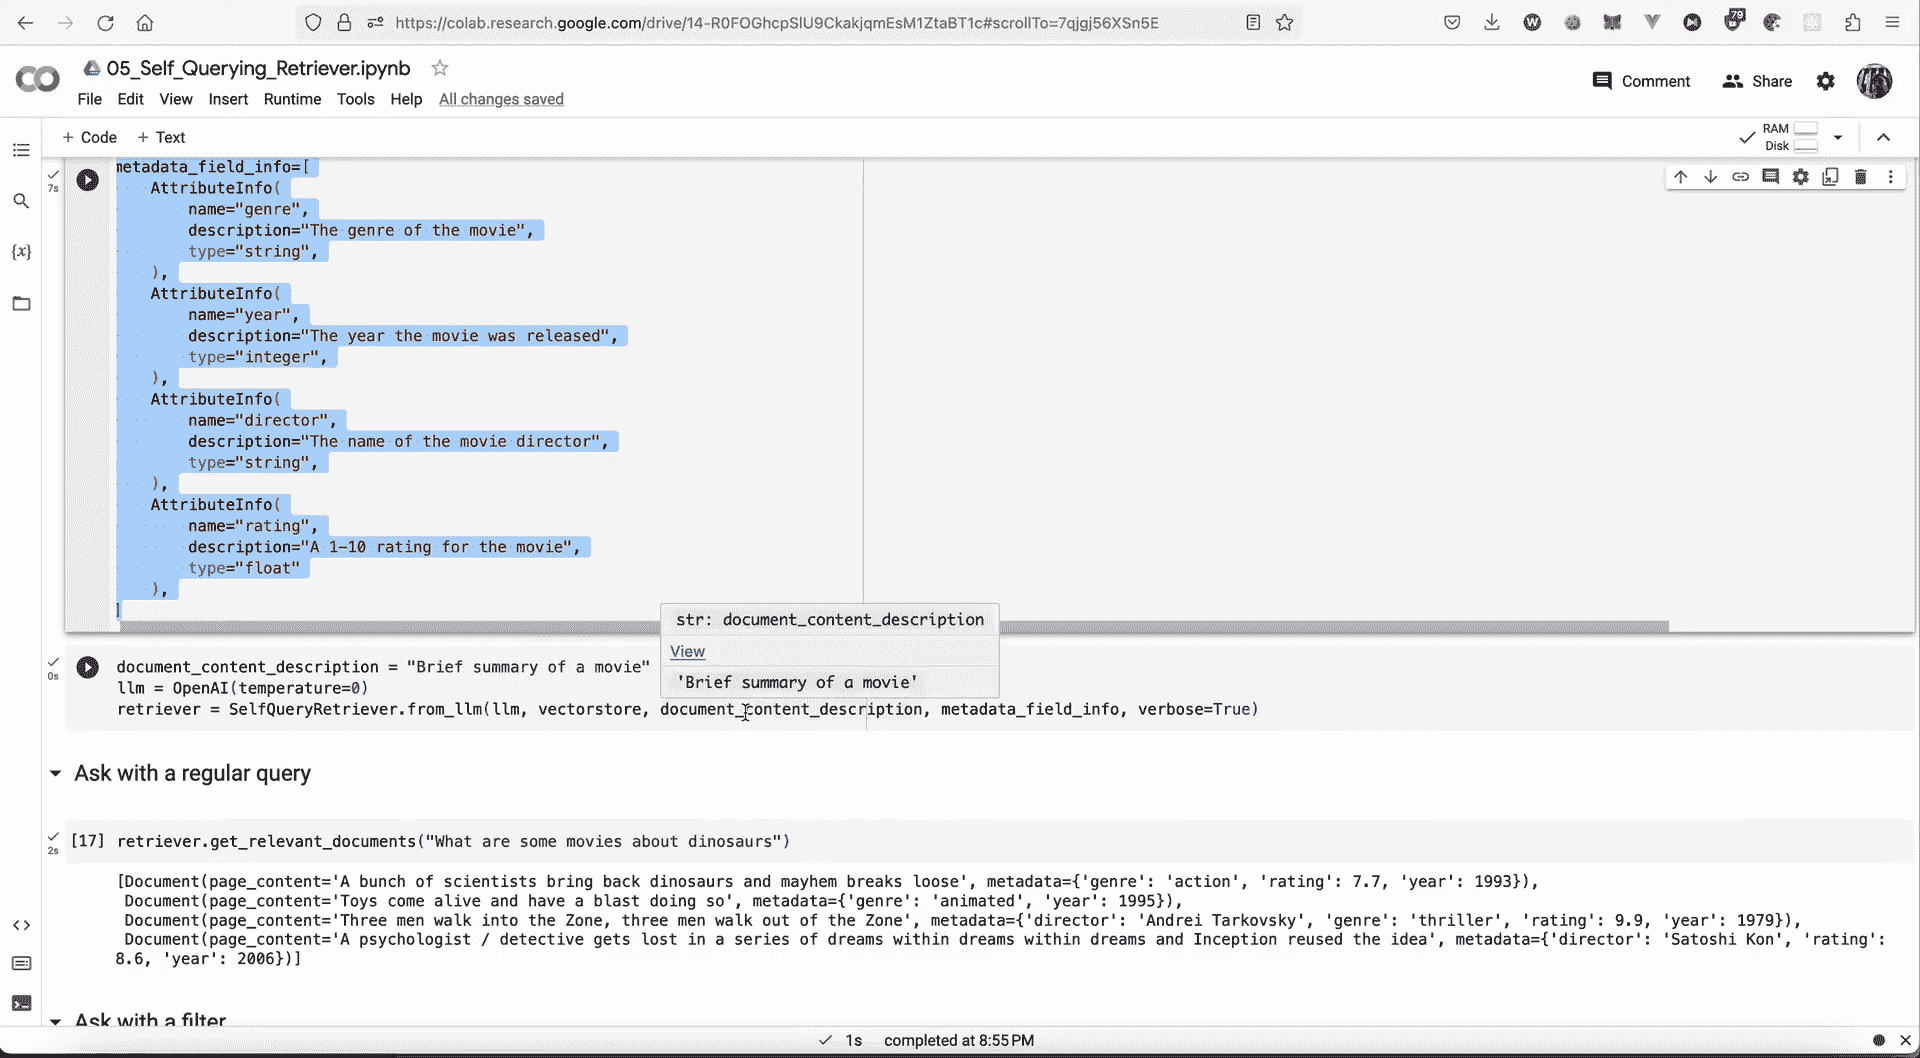 https://colab.research.google.com/drive/14-R0FOGhcpSlU9CkakjqmEsM1ZtaBT1c#scrollTo=7qjgj56XSn5E
79
05_Self_Querying_Retriever.ipynb
Comment
Share
File Edit View Insert Runtime Tools Help All changes saved
+ Code + Text
RAM
Disk
7s
metadata_field_info=[
AttributeInfo(
name="genre",
description="The genre of the movie",
type="string",
),
AttributeInfo(
name="year",
description="The year the movie was released",
type="integer",
),
AttributeInfo(
name="director",
description="The name of the movie director",
type="string",
),
AttributeInfo(
name="rating",
description="A 1-10 rating for the movie",
type="float"
),
]
str: document_content_description
View
'Brief summary of a movie'
0s
document_content_description = "Brief summary of a movie"
llm = OpenAI(temperature=0)
retriever = SelfQueryRetriever.from_llm(llm, vectorstore, document_content_description, metadata_field_info, verbose=True)
Ask with a regular query
2s
[17] retriever.get_relevant_documents("What are some movies about dinosaurs")
[Document(page_content='A bunch of scientists bring back dinosaurs and mayhem breaks loose', metadata={'genre': 'action', 'rating': 7.7, 'year': 1993}),
Document(page_content='Toys come alive and have a blast doing so', metadata={'genre': 'animated', 'year': 1995}),
Document(page_content='Three men walk into the Zone, three men walk out of the Zone', metadata={'director': 'Andrei Tarkovsky', 'genre': 'thriller', 'rating': 9.9, 'year': 1979}),
Document(page_content='A psychologist / detective gets lost in a series of dreams within dreams within dreams and Inception reused the idea', metadata={'director': 'Satoshi Kon', 'rating':
8.6, 'year': 2006})]
Ask with a filter
1s completed at 8:55 PM